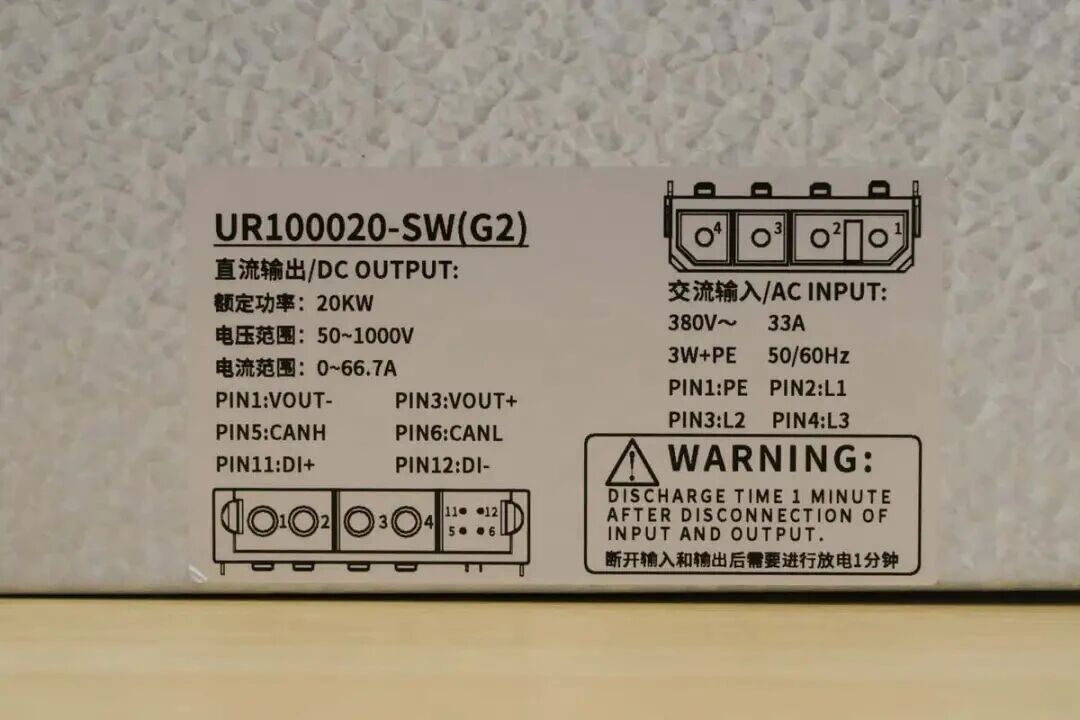 UR100020-SW(G2)
直流输出/DC OUTPUT:
额定功率：20KW
电压范围：50~1000V
电流范围：0~66.7A
PIN1:VOUT- PIN3:VOUT+
PIN5:CANH PIN6:CANL
PIN11:DI+ PIN12:DI-
1 2 3 4 11 12
5 6
4 3 2 1
交流输入/AC INPUT:
380V～ 33A
3W+PE 50/60Hz
PIN1:PE PIN2:L1
PIN3:L2 PIN4:L3
WARNING:
DISCHARGE TIME 1 MINUTE
AFTER DISCONNECTION OF
INPUT AND OUTPUT.
断开输入和输出后需要进行放电1分钟